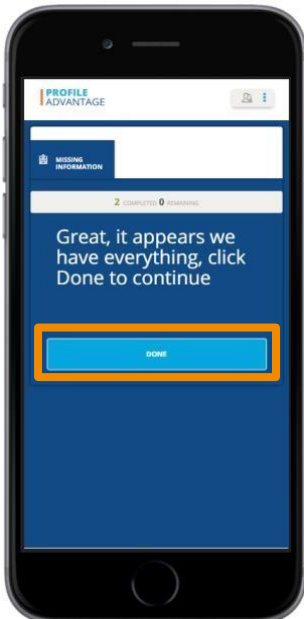 PROFILE
ADVANTAGE
MISSING
INFORMATION
2 COMPLETED 0 REMAINING
Great, it appears we
have everything, click
Done to continue
DONE